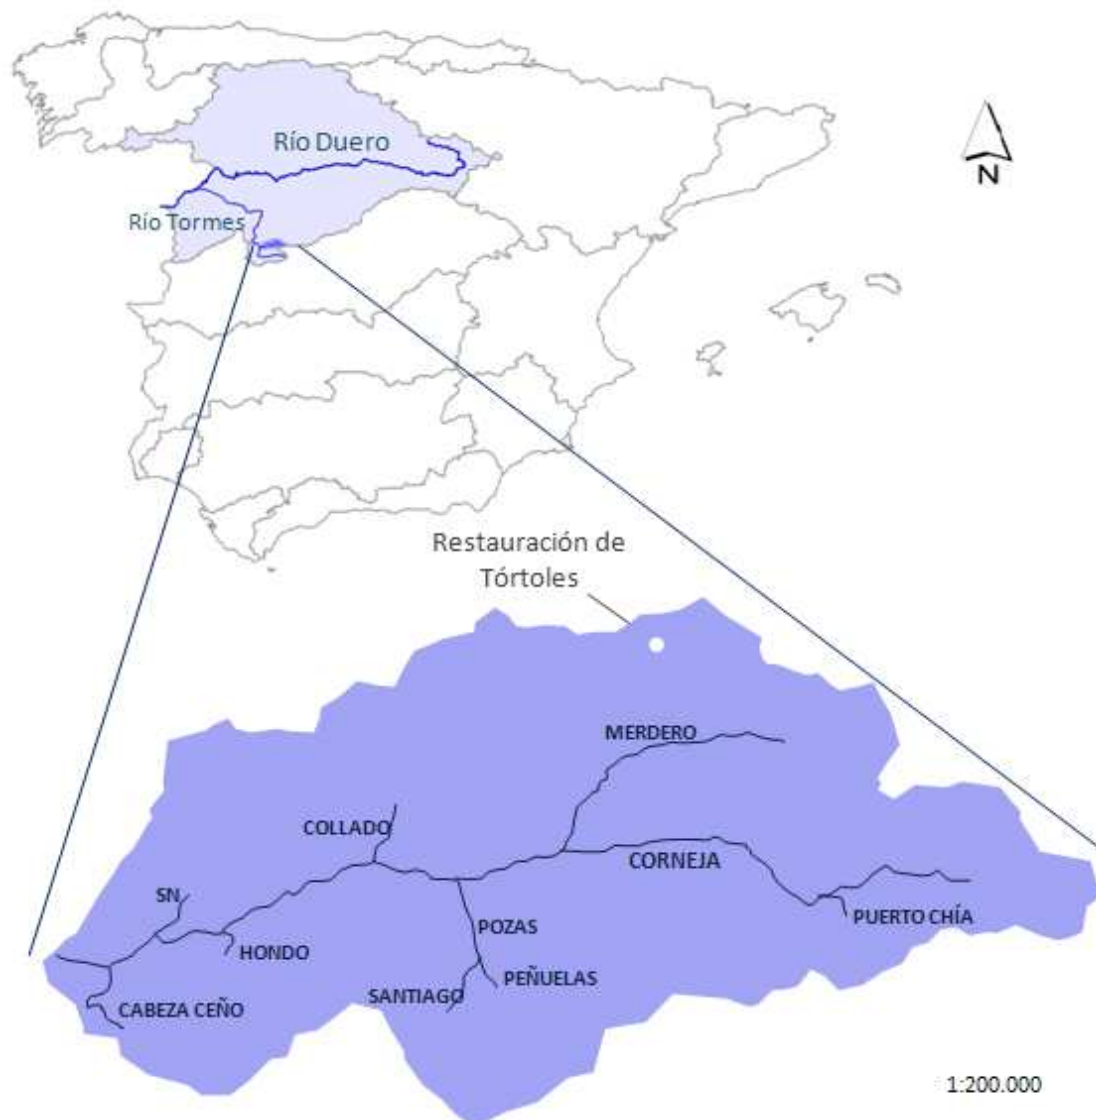 Río Duero
N
Río Tormes
Restauración de
Tórtoles
MERDERO
COLLADO
CORNEJA
SN
PUERTO CHÍA
POZAS
HONDO
PEÑUELAS
SANTIAGO
CABEZA CEÑO
1:200.000